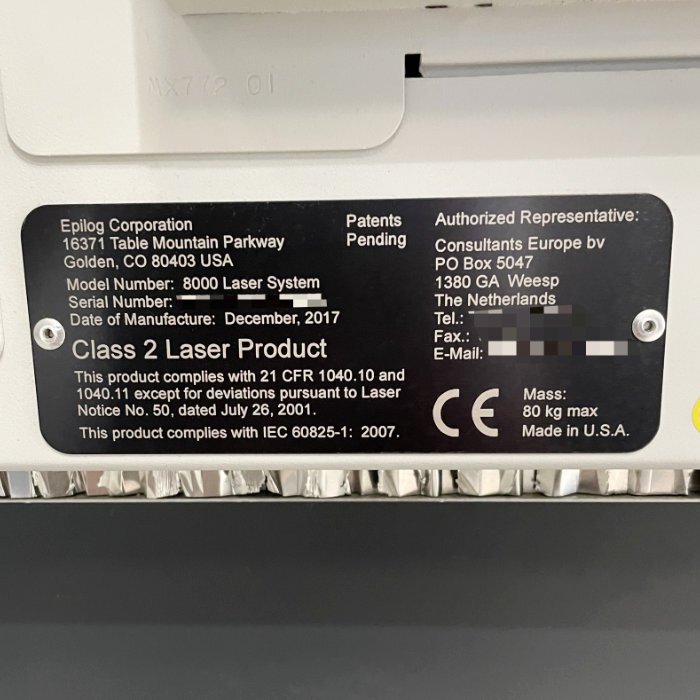 MX772 01
Epilog Corporation
16371 Table Mountain Parkway
Golden, CO 80403 USA
Model Number: 8000 Laser System
Serial Number:
Date of Manufacture: December, 2017
Class 2 Laser Product
This product complies with 21 CFR 1040.10 and
1040.11 except for deviations pursuant to Laser
Notice No. 50, dated July 26, 2001.
This product complies with IEC 60825-1: 2007.
Patents
Pending
Authorized Representative:
Consultants Europe bv
PO Box 5047
1380 GA Weesp
The Netherlands
Tel.:
Fax.:
E-Mail:
CE
Mass:
80 kg max
Made in U.S.A.